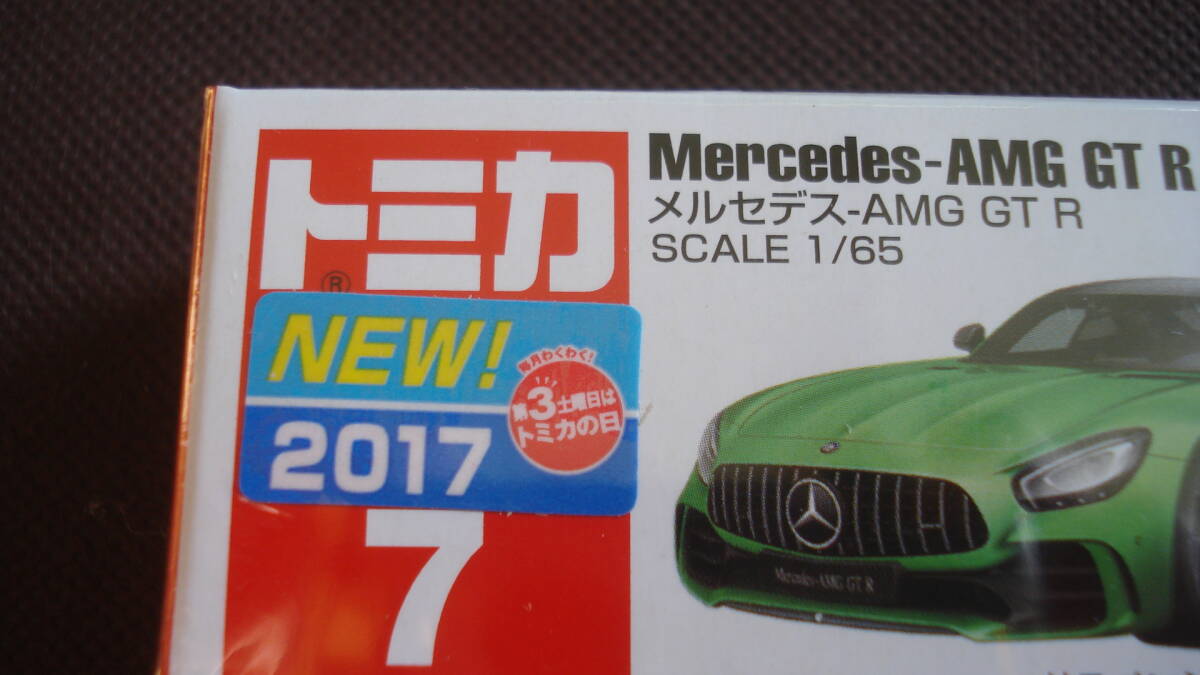 トミカ
®
NEW!
2017
毎月わくわく!
第3土曜日は
トミカの日
7
Mercedes-AMG GT R
メルセデス-AMG GT R
SCALE 1/65
Mercedes-AMG GT R